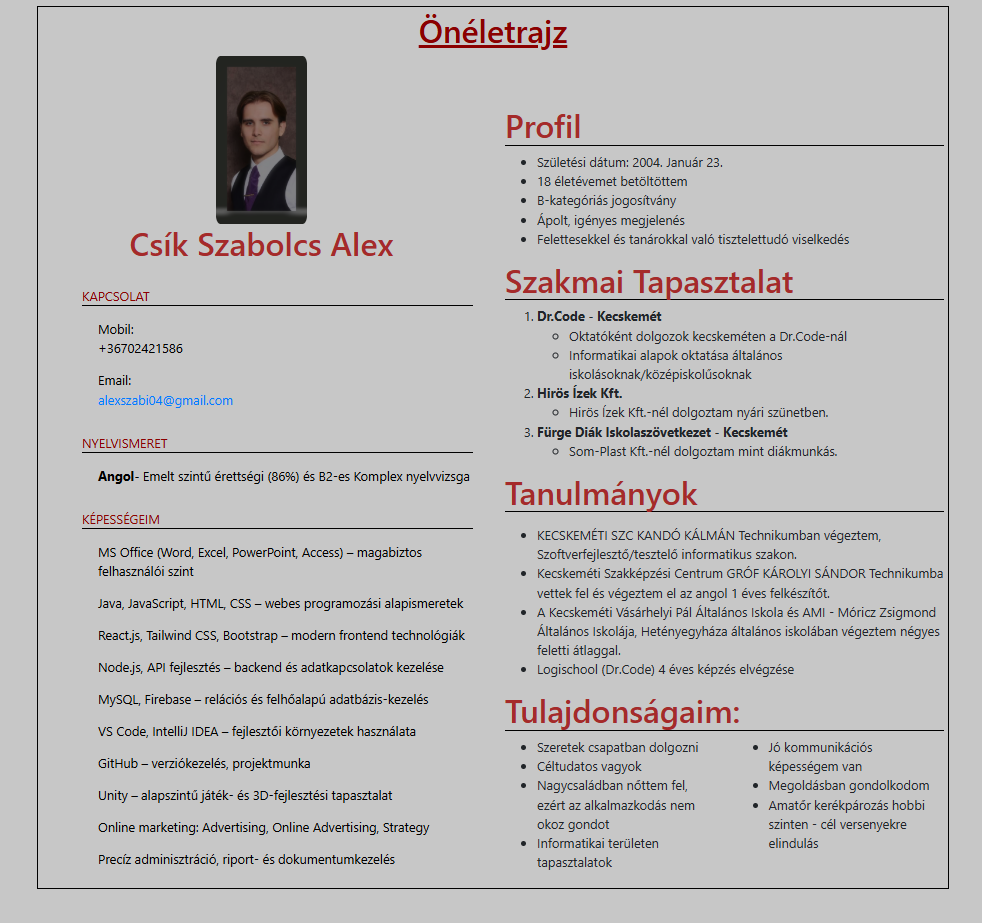 Önéletrajz
Csík Szabolcs Alex
KAPCSOLAT
Mobil:
+36702421586
Email:
alexszabi04@gmail.com
NYELVISMERET
Angol- Emelt szintű érettségi (86%) és B2-es Komplex nyelvvizsga
KÉPESSÉGEIM
MS Office (Word, Excel, PowerPoint, Access) – magabiztos
felhasználói szint
Java, JavaScript, HTML, CSS – webes programozási alapismeretek
React.js, Tailwind CSS, Bootstrap – modern frontend technológiák
Node.js, API fejlesztés – backend és adatkapcsolatok kezelése
MySQL, Firebase – relációs és felhőalapú adatbázis-kezelés
VS Code, IntelliJ IDEA – fejlesztői környezetek használata
GitHub – verziókezelés, projektmunka
Unity – alapszintű játék- és 3D-fejlesztési tapasztalat
Online marketing: Advertising, Online Advertising, Strategy
Precíz adminisztráció, riport- és dokumentumkezelés
Profil
• Születési dátum: 2004. Január 23.
• 18 életévemet betöltöttem
• B-kategóriás jogosítvány
• Ápolt, igényes megjelenés
• Felettesekkel és tanárokkal való tisztelettudó viselkedés
Szakmai Tapasztalat
1. Dr.Code - Kecskemét
◦ Oktatóként dolgozok kecskeméten a Dr.Code-nál
◦ Informatikai alapok oktatása általános
iskolásoknak/középiskolűsoknak
2. Hirös Ízek Kft.
◦ Hirös Ízek Kft.-nél dolgoztam nyári szünetben.
3. Fürge Diák Iskolaszövetkezet - Kecskemét
◦ Som-Plast Kft.-nél dolgoztam mint diákmunkás.
Tanulmányok
• KECSKEMÉTI SZC KANDÓ KÁLMÁN Technikumban végeztem,
Szoftverfejlesztő/tesztelő informatikus szakon.
• Kecskeméti Szakképzési Centrum GRÓF KÁROLYI SÁNDOR Technikumba
vettek fel és végeztem el az angol 1 éves felkészítőt.
• A Kecskeméti Vásárhelyi Pál Általános Iskola és AMI - Móricz Zsigmond
Általános Iskolája, Hetényegyháza általános iskolában végeztem négyes
feletti átlaggal.
• Logischool (Dr.Code) 4 éves képzés elvégzése
Tulajdonságaim:
• Szeretek csapatban dolgozni
• Céltudatos vagyok
• Nagycsaládban nőttem fel,
ezért az alkalmazkodás nem
okoz gondot
• Informatikai területen
tapasztalatok
• Jó kommunikációs
képességem van
• Megoldásban gondolkodom
• Amatőr kerékpározás hobbi
szinten - cél versenyekre
elindulás